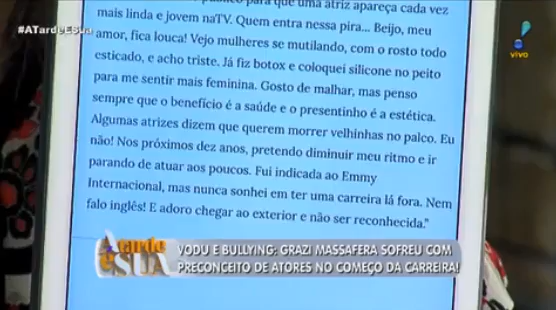 #ATardeÉSua
para que uma atriz apareça cada vez
mais linda e jovem naTV. Quem entra nessa pira... Beijo, meu
amor, fica louca! Vejo mulheres se mutilando, com o rosto todo
esticado, e acho triste. Já fiz botox e coloquei silicone no peito
para me sentir mais feminina. Gosto de malhar, mas penso
sempre que o benefício é a saúde e o presentinho é a estética.
Algumas atrizes dizem que querem morrer velhinhas no palco. Eu
não! Nos próximos dez anos, pretendo diminuir meu ritmo e ir
parando de atuar aos poucos. Fui indicada ao Emmy
Internacional, mas nunca sonhei em ter uma carreira lá fora. Nem
falo inglês! E adoro chegar ao exterior e não ser reconhecida."
VIVO
A tarde é SUA
VODU E BULLYING: GRAZI MASSAFERA SOFREU COM
PRECONCEITO DE ATORES NO COMEÇO DA CARREIRA!